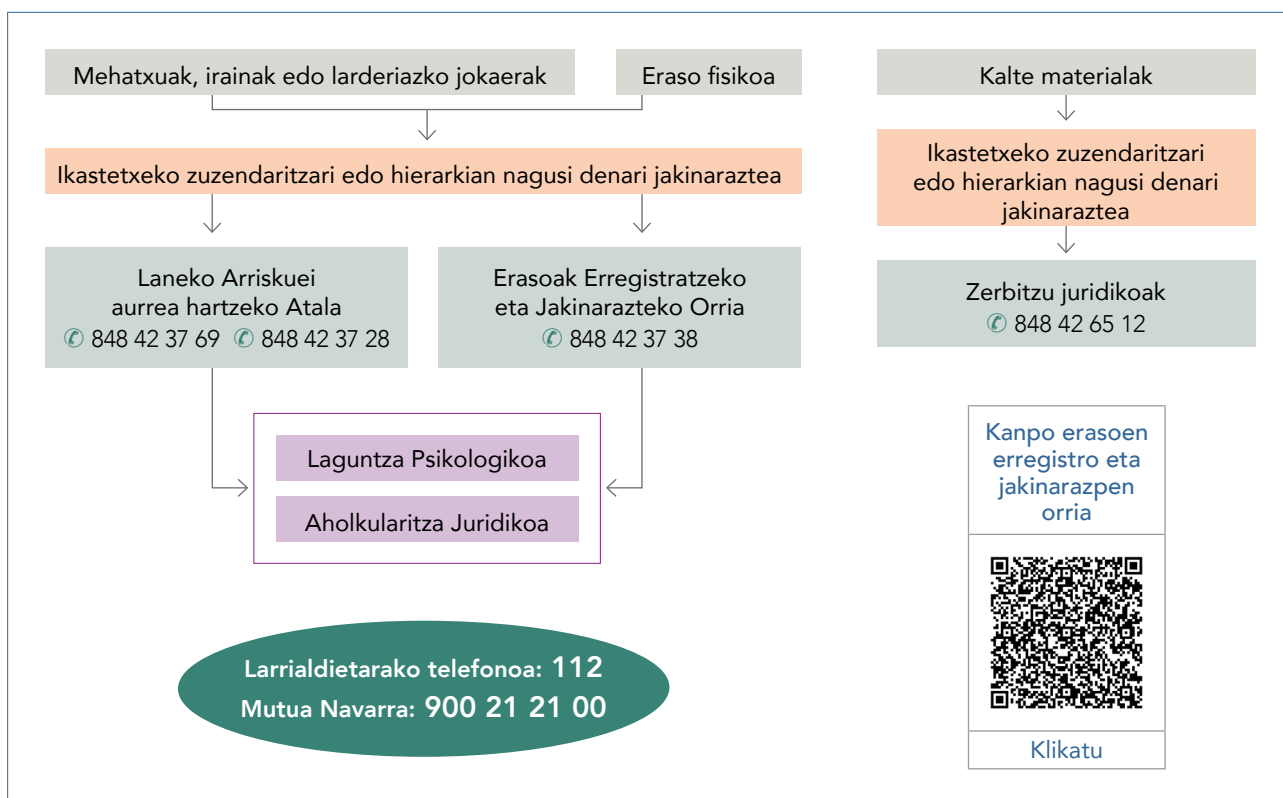 Mehatxuak, irainak edo larderiazko jokaerak
Eraso fisikoa
Ikastetxeko zuzendaritzari edo hierarkian nagusi denari jakinaraztea
Laneko Arriskuei
aurrea hartzeko Atala
✆ 848 42 37 69 ✆ 848 42 37 28
Erasoak Erregistratzeko
eta Jakinarazteko Orria
✆ 848 42 37 38
Laguntza Psikologikoa
Aholkularitza Juridikoa
Larrialdietarako telefonoa: 112
Mutua Navarra: 900 21 21 00
Kalte materialak
Ikastetxeko zuzendaritzari
edo hierarkian nagusi denari
jakinaraztea
Zerbitzu juridikoak
✆ 848 42 65 12
Kanpo erasoen
erregistro eta
jakinarazpen
orria
Klikatu